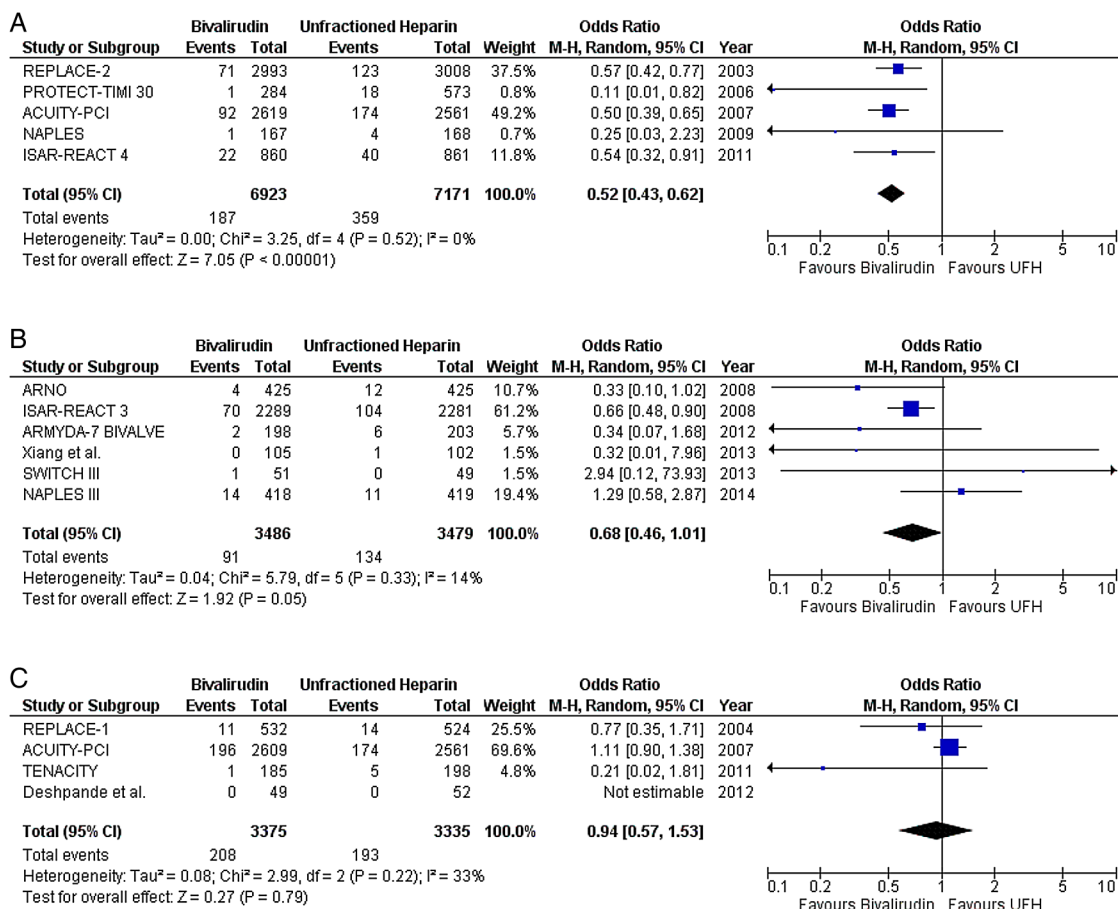 A
Bivalirudin Unfractioned Heparin Odds Ratio Odds Ratio
Study or Subgroup Events Total Events Total Weight M-H, Random, 95% CI Year M-H, Random, 95% CI
REPLACE-2 71 2993 123 3008 37.5% 0.57 [0.42, 0.77] 2003
PROTECT-TIMI 30 1 284 18 573 0.8% 0.11 [0.01, 0.82] 2006
ACUITY-PCI 92 2619 174 2561 49.2% 0.50 [0.39, 0.65] 2007
NAPLES 1 167 4 168 0.7% 0.25 [0.03, 2.23] 2009
ISAR-REACT 4 22 860 40 861 11.8% 0.54 [0.32, 0.91] 2011
Total (95% CI) 6923 7171 100.0% 0.52 [0.43, 0.62]
Total events 187 359
Heterogeneity: Tau² = 0.00; Chi² = 3.25, df = 4 (P = 0.52); I² = 0%
Test for overall effect: Z = 7.05 (P < 0.00001)
0.1 0.2 0.5 1 2 5 10
Favours Bivalirudin Favours UFH
B
Bivalirudin Unfractioned Heparin Odds Ratio Odds Ratio
Study or Subgroup Events Total Events Total Weight M-H, Random, 95% CI Year M-H, Random, 95% CI
ARNO 4 425 12 425 10.7% 0.33 [0.10, 1.02] 2008
ISAR-REACT 3 70 2289 104 2281 61.2% 0.66 [0.48, 0.90] 2008
ARMYDA-7 BIVALVE 2 198 6 203 5.7% 0.34 [0.07, 1.68] 2012
Xiang et al. 0 105 1 102 1.5% 0.32 [0.01, 7.96] 2013
SWITCH III 1 51 0 49 1.5% 2.94 [0.12, 73.93] 2013
NAPLES III 14 418 11 419 19.4% 1.29 [0.58, 2.87] 2014
Total (95% CI) 3486 3479 100.0% 0.68 [0.46, 1.01]
Total events 91 134
Heterogeneity: Tau² = 0.04; Chi² = 5.79, df = 5 (P = 0.33); I² = 14%
Test for overall effect: Z = 1.92 (P = 0.05)
0.1 0.2 0.5 1 2 5 10
Favours Bivalirudin Favours UFH
C
Bivalirudin Unfractioned Heparin Odds Ratio Odds Ratio
Study or Subgroup Events Total Events Total Weight M-H, Random, 95% CI Year M-H, Random, 95% CI
REPLACE-1 11 532 14 524 25.5% 0.77 [0.35, 1.71] 2004
ACUITY-PCI 196 2609 174 2561 69.6% 1.11 [0.90, 1.38] 2007
TENACITY 1 185 5 198 4.8% 0.21 [0.02, 1.81] 2011
Deshpande et al. 0 49 0 52 Not estimable 2012
Total (95% CI) 3375 3335 100.0% 0.94 [0.57, 1.53]
Total events 208 193
Heterogeneity: Tau² = 0.08; Chi² = 2.99, df = 2 (P = 0.22); I² = 33%
Test for overall effect: Z = 0.27 (P = 0.79)
0.1 0.2 0.5 1 2 5 10
Favours Bivalirudin Favours UFH